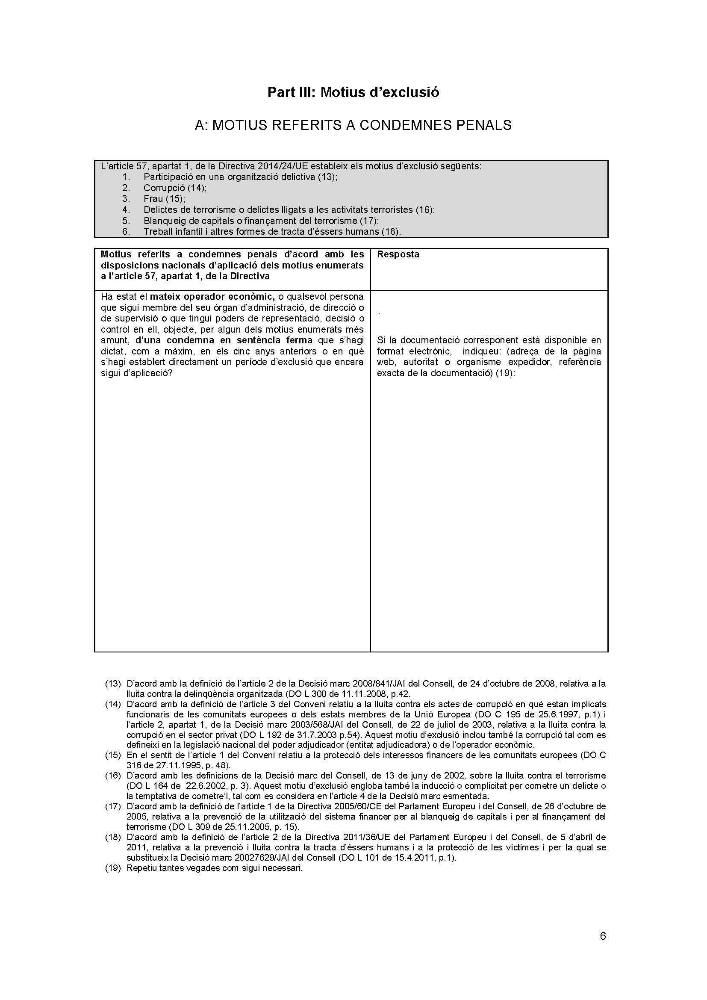 Part III: Motius d’exclusió
A: MOTIUS REFERITS A CONDEMNES PENALS
L’article 57, apartat 1, de la Directiva 2014/24/UE estableix els motius d’exclusió següents:
1. Participació en una organització delictiva (13);
2. Corrupció (14);
3. Frau (15);
4. Delictes de terrorisme o delictes lligats a les activitats terroristes (16);
5. Blanqueig de capitals o finançament del terrorisme (17);
6. Treball infantil i altres formes de tracta d’éssers humans (18).
Motius referits a condemnes penals d’acord amb les
disposicions nacionals d’aplicació dels motius enumerats
a l’article 57, apartat 1, de la Directiva
Resposta
Ha estat el mateix operador econòmic, o qualsevol persona
que sigui membre del seu òrgan d’administració, de direcció o
de supervisió o que tingui poders de representació, decisió o
control en ell, objecte, per algun dels motius enumerats més
amunt, d’una condemna en sentència ferma que s’hagi
dictat, com a màxim, en els cinc anys anteriors o en què
s’hagi establert directament un període d’exclusió que encara
sigui d’aplicació?
.
Si la documentació corresponent està disponible en
format electrònic, indiqueu: (adreça de la pàgina
web, autoritat o organisme expedidor, referència
exacta de la documentació) (19):
(13) D’acord amb la definició de l’article 2 de la Decisió marc 2008/841/JAI del Consell, de 24 d’octubre de 2008, relativa a la
lluita contra la delinqüència organitzada (DO L 300 de 11.11.2008, p.42.
(14) D’acord amb la definició de l’article 3 del Conveni relatiu a la lluita contra els actes de corrupció en què estan implicats
funcionaris de les comunitats europees o dels estats membres de la Unió Europea (DO C 195 de 25.6.1997, p.1) i
l’article 2, apartat 1, de la Decisió marc 2003/568/JAI del Consell, de 22 de juliol de 2003, relativa a la lluita contra la
corrupció en el sector privat (DO L 192 de 31.7.2003 p.54). Aquest motiu d’exclusió inclou també la corrupció tal com es
defineixi en la legislació nacional del poder adjudicador (entitat adjudicadora) o de l’operador econòmic.
(15) En el sentit de l’article 1 del Conveni relatiu a la protecció dels interessos financers de les comunitats europees (DO C
316 de 27.11.1995, p. 48).
(16) D’acord amb les definicions de la Decisió marc del Consell, de 13 de juny de 2002, sobre la lluita contra el terrorisme
(DO L 164 de 22.6.2002, p. 3). Aquest motiu d’exclusió engloba també la inducció o complicitat per cometre un delicte o
la temptativa de cometre’l, tal com es considera en l’article 4 de la Decisió marc esmentada.
(17) D’acord amb la definició de l’article 1 de la Directiva 2005/60/CE del Parlament Europeu i del Consell, de 26 d’octubre de
2005, relativa a la prevenció de la utilització del sistema financer per al blanqueig de capitals i per al finançament del
terrorisme (DO L 309 de 25.11.2005, p. 15).
(18) D’acord amb la definició de l’article 2 de la Directiva 2011/36/UE del Parlament Europeu i del Consell, de 5 d’abril de
2011, relativa a la prevenció i lluita contra la tracta d’éssers humans i a la protecció de les víctimes i per la qual se
substitueix la Decisió marc 20027629/JAI del Consell (DO L 101 de 15.4.2011, p.1).
(19) Repetiu tantes vegades com sigui necessari.
6